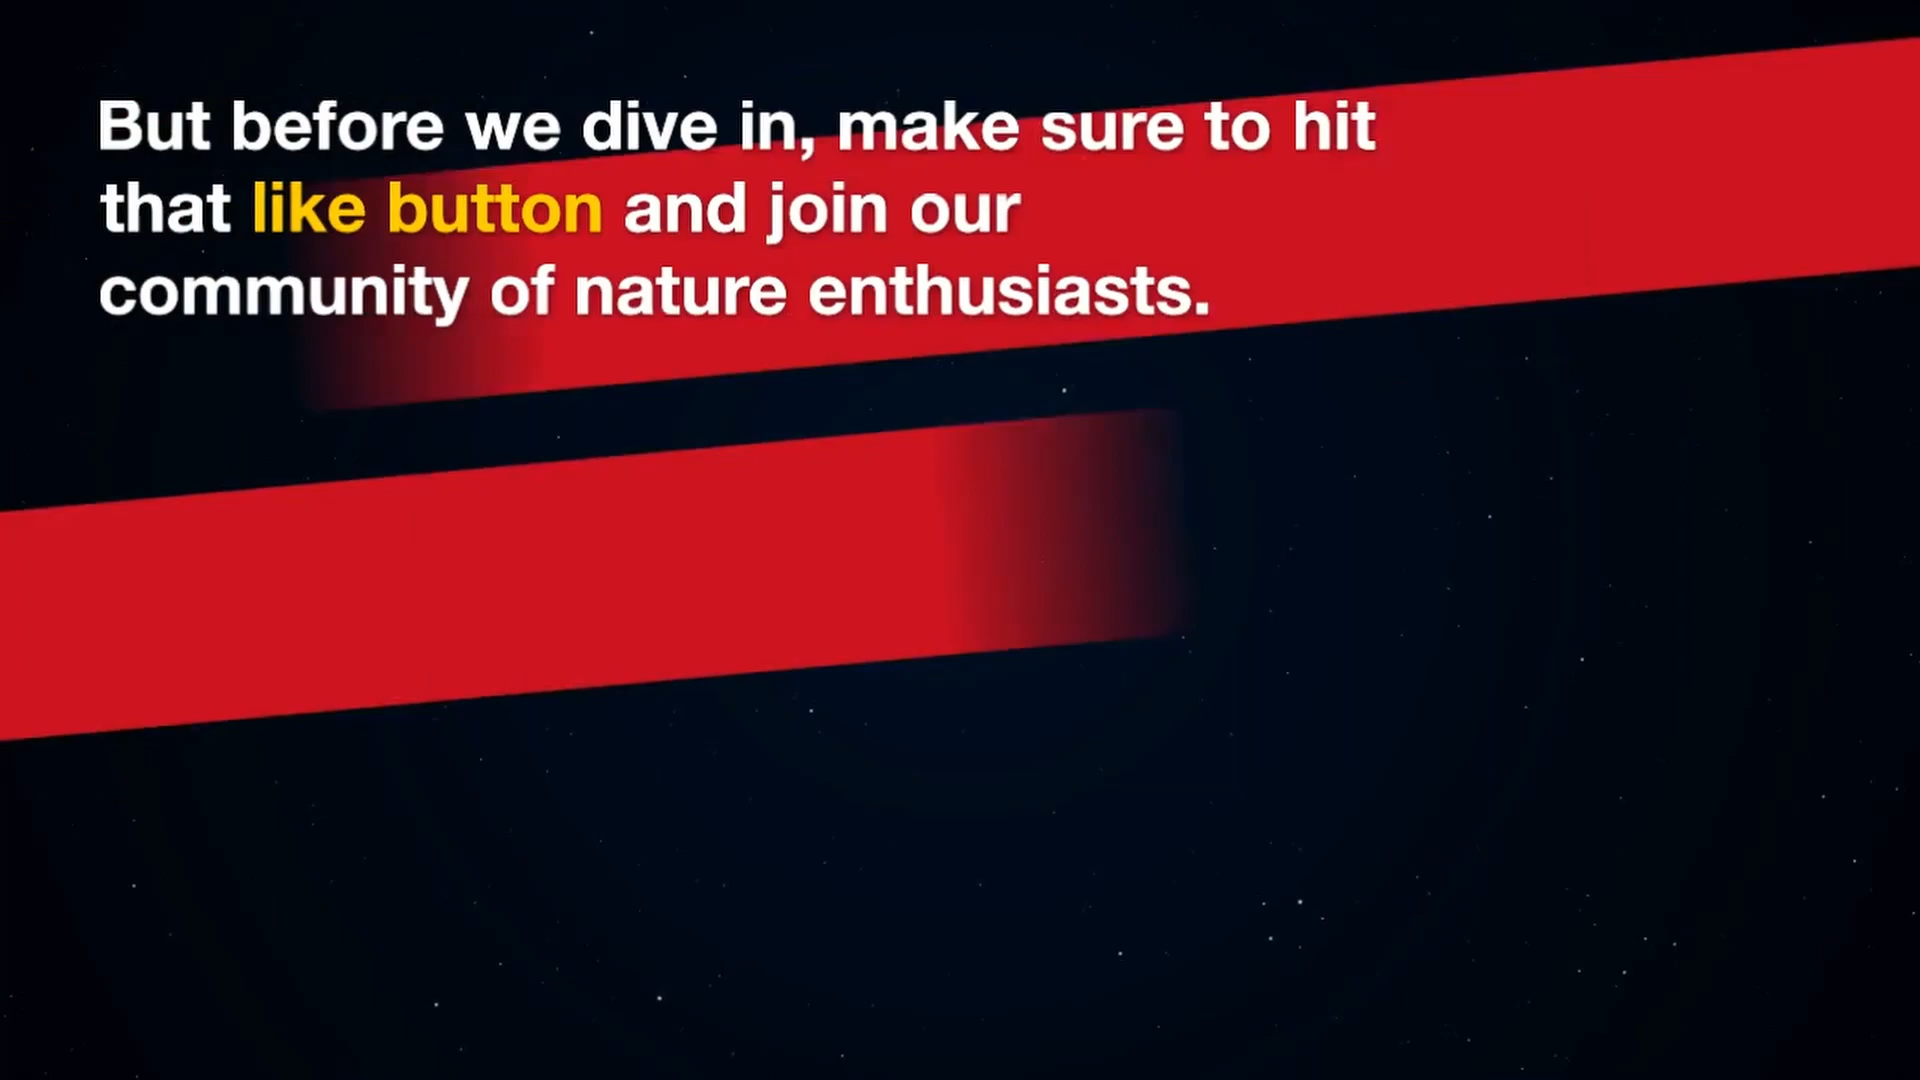 But before we dive in, make sure to hit
that like button and join our
community of nature enthusiasts.